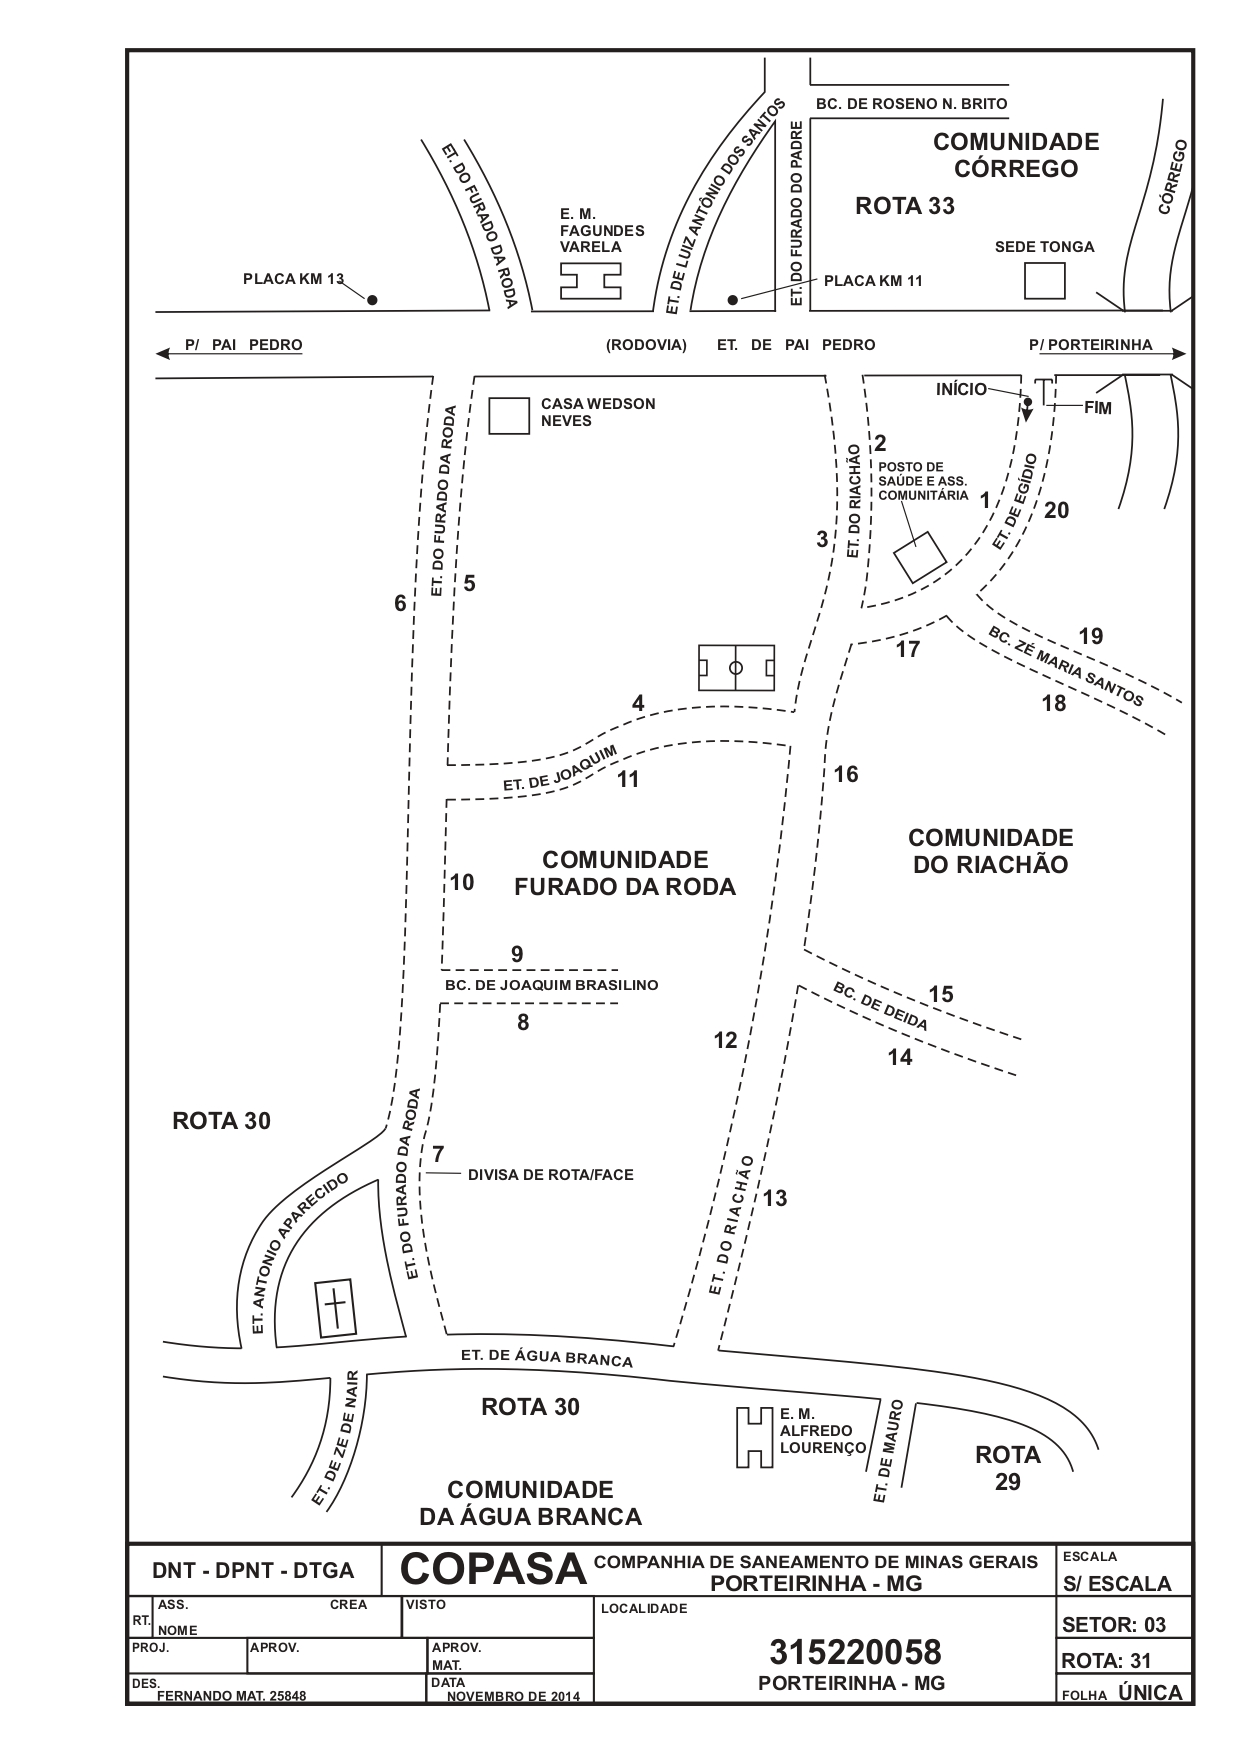 BC. DE ROSENO N. BRITO
COMUNIDADE
CÓRREGO
CÓRREGO
ROTA 33
ET. DO FURADO DA RODA
E. M.
FAGUNDES
VARELA
ET. DE LUIZ ANTÔNIO DOS SANTOS
ET. DO FURADO DO PADRE
SEDE TONGA
PLACA KM 13
PLACA KM 11
P/ PAI PEDRO
(RODOVIA) ET. DE PAI PEDRO
P/ PORTEIRINHA
INÍCIO
FIM
CASA WEDSON
NEVES
ET. DO FURADO DA RODA
ET. DO RIACHÃO
2
POSTO DE
SAÚDE E ASS.
COMUNITÁRIA
1
ET. DE EGÍDIO
20
3
5
6
19
BC. ZÉ MARIA SANTOS
17
18
4
ET. DE JOAQUIM
11
16
COMUNIDADE
DO RIACHÃO
COMUNIDADE
FURADO DA RODA
10
9
BC. DE JOAQUIM BRASILINO
8
15
BC. DE DEIDA
14
12
ROTA 30
ET. DO FURADO DA RODA
7
DIVISA DE ROTA/FACE
ET. DO RIACHÃO
13
ET. ANTONIO APARECIDO
ET. DE ÁGUA BRANCA
ET. DE ZE DE NAIR
ROTA 30
E. M.
ALFREDO
LOURENÇO
ET. DE MAURO
ROTA
29
COMUNIDADE
DA ÁGUA BRANCA
DNT - DPNT - DTGA
COPASA COMPANHIA DE SANEAMENTO DE MINAS GERAIS
PORTEIRINHA - MG
ESCALA
S/ ESCALA
RT.
ASS. CREA
NOME
VISTO
LOCALIDADE
315220058
PORTEIRINHA - MG
SETOR: 03
PROJ.
APROV.
APROV.
MAT.
ROTA: 31
DES.
FERNANDO MAT. 25848
DATA
NOVEMBRO DE 2014
FOLHA ÚNICA